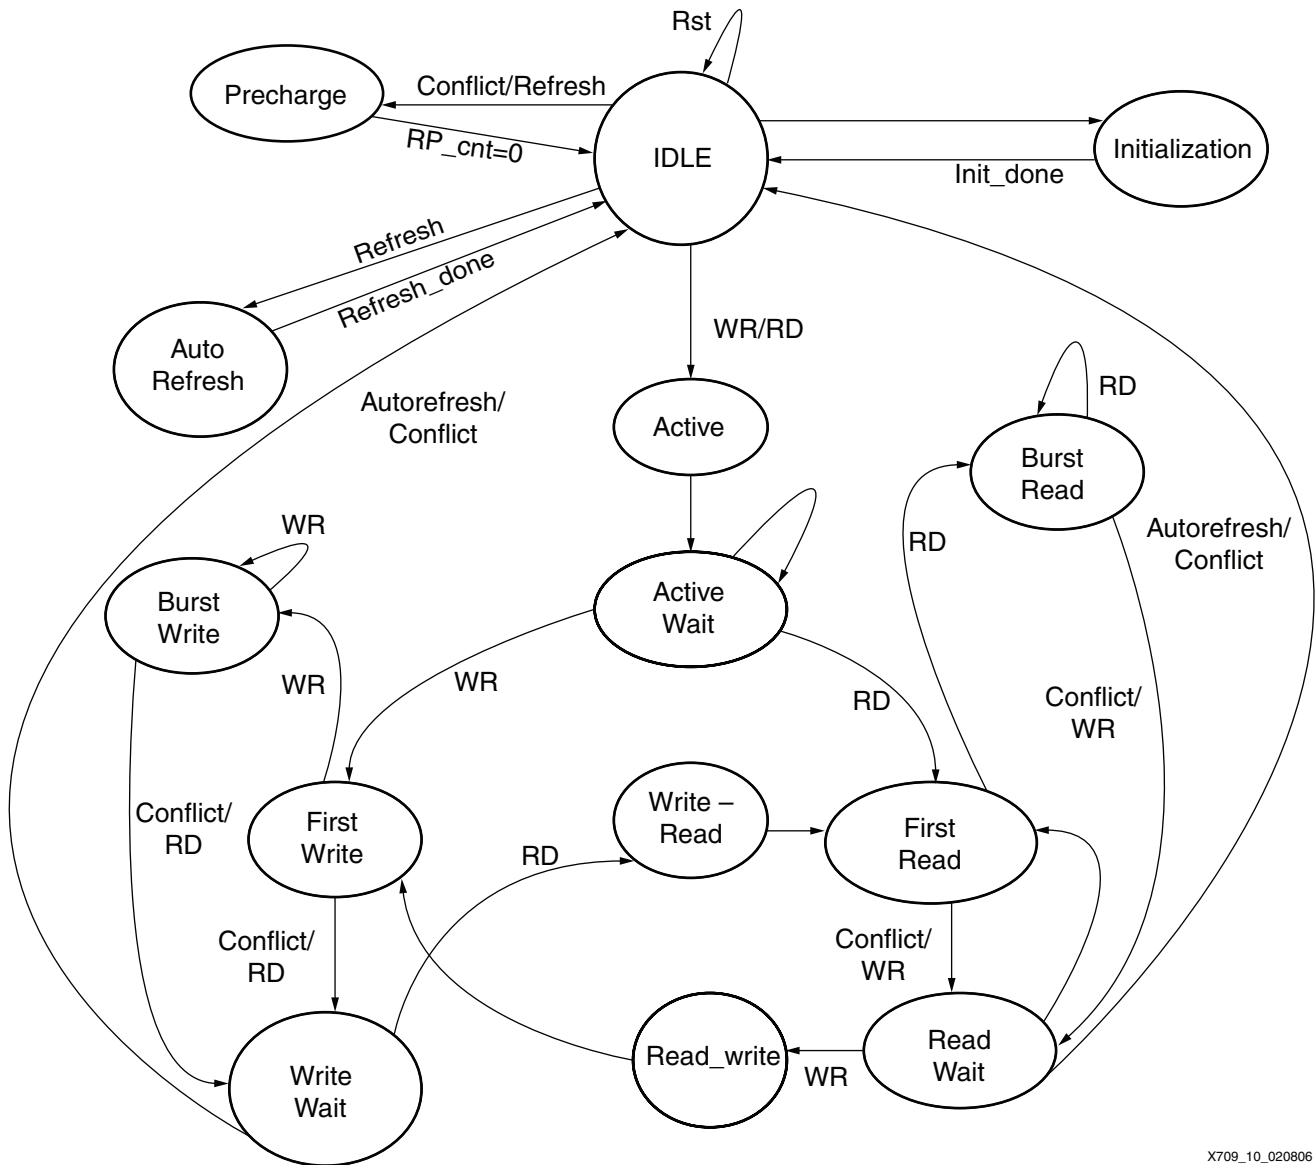 Rst
Precharge
Conflict/Refresh
RP_cnt=0
IDLE
Initialization
Init_done
Refresh
Refresh_done
Auto
Refresh
WR/RD
Autorefresh/
Conflict
Active
RD
Burst
Read
WR
RD
Autorefresh/
Conflict
Burst
Write
Active
Wait
WR
WR
RD
Conflict/
WR
Conflict/
RD
First
Write
Write –
Read
First
Read
RD
Conflict/
RD
Conflict/
WR
Write
Wait
Read_write
WR
Read
Wait
X709_10_020806